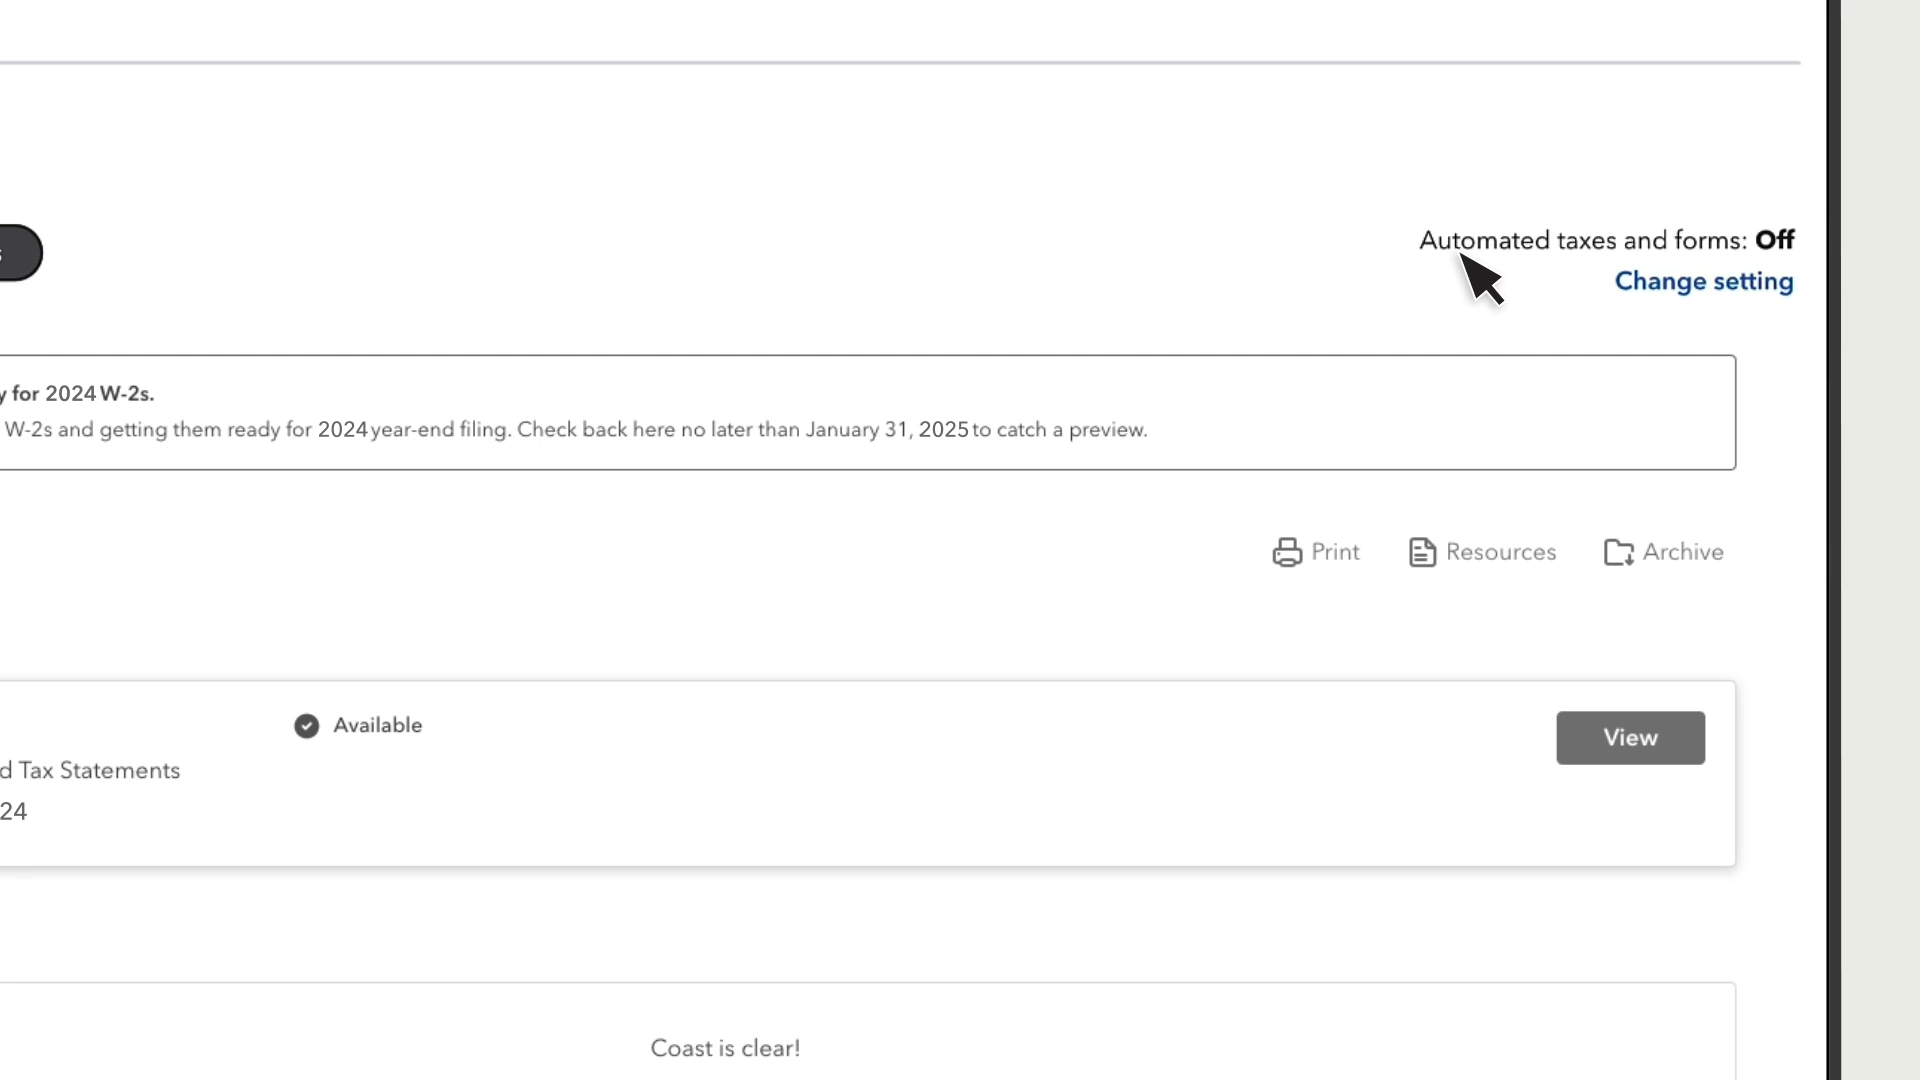 Automated taxes and forms: Off
Change setting
for 2024 W-2s.
W-2s and getting them ready for 2024 year-end filing. Check back here no later than January 31, 2025 to catch a preview.
Print Resources Archive
Available
View
Tax Statements
24
Coast is clear!